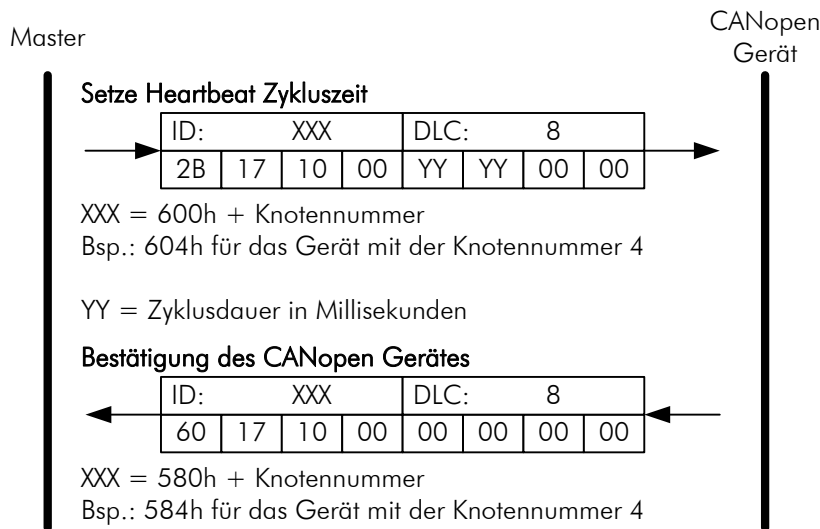 Master
CANopen
Gerät
Setze Heartbeat Zykluszeit
ID: XXX DLC: 8
2B 17 10 00 YY YY 00 00
XXX = 600h + Knotennummer
Bsp.: 604h für das Gerät mit der Knotennummer 4
YY = Zyklusdauer in Millisekunden
Bestätigung des CANopen Gerätes
ID: XXX DLC: 8
60 17 10 00 00 00 00 00
XXX = 580h + Knotennummer
Bsp.: 584h für das Gerät mit der Knotennummer 4